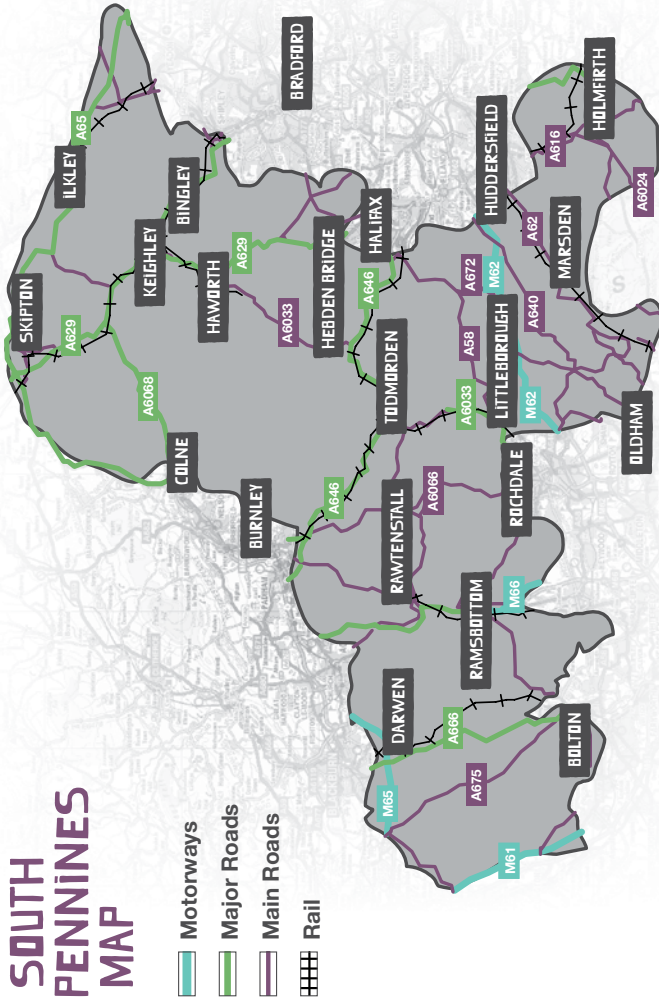 SOUTH
PENNINES
MAP
Motorways
Major Roads
Main Roads
Rail
SKIPTON
ILKLEY
A65
A629
A6068
COLNE
KEIGHLEY
BINGLEY
BRADFORD
HAWORTH
A629
A6033
BURNLEY
HEBDEN BRIDGE
HALIFAX
A646
A646
TODMORDEN
DARWEN
M65
RAWTENSTALL
A6066
A6033
A58
A672
M62
HUDDERSFIELD
A666
A675
RAMSBOTTOM
M66
ROCHDALE
LITTLEBOROUGH
M62
A640
A62
A616
MARSDEN
HOLMFIRTH
A6024
M61
BOLTON
OLDHAM